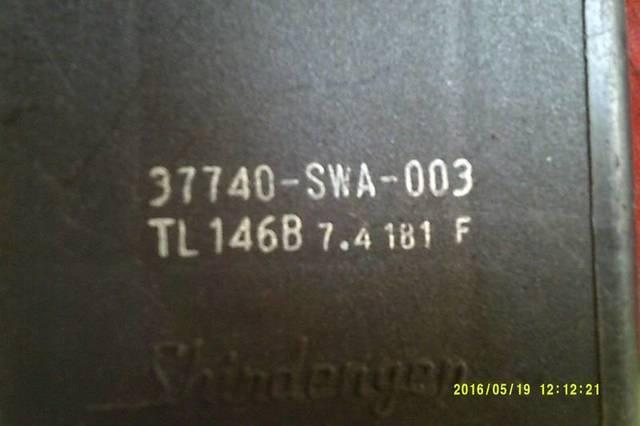 37740-SWA-003
TL146B 7.4 181 F
Shindengen
2016/05/19 12:12:21